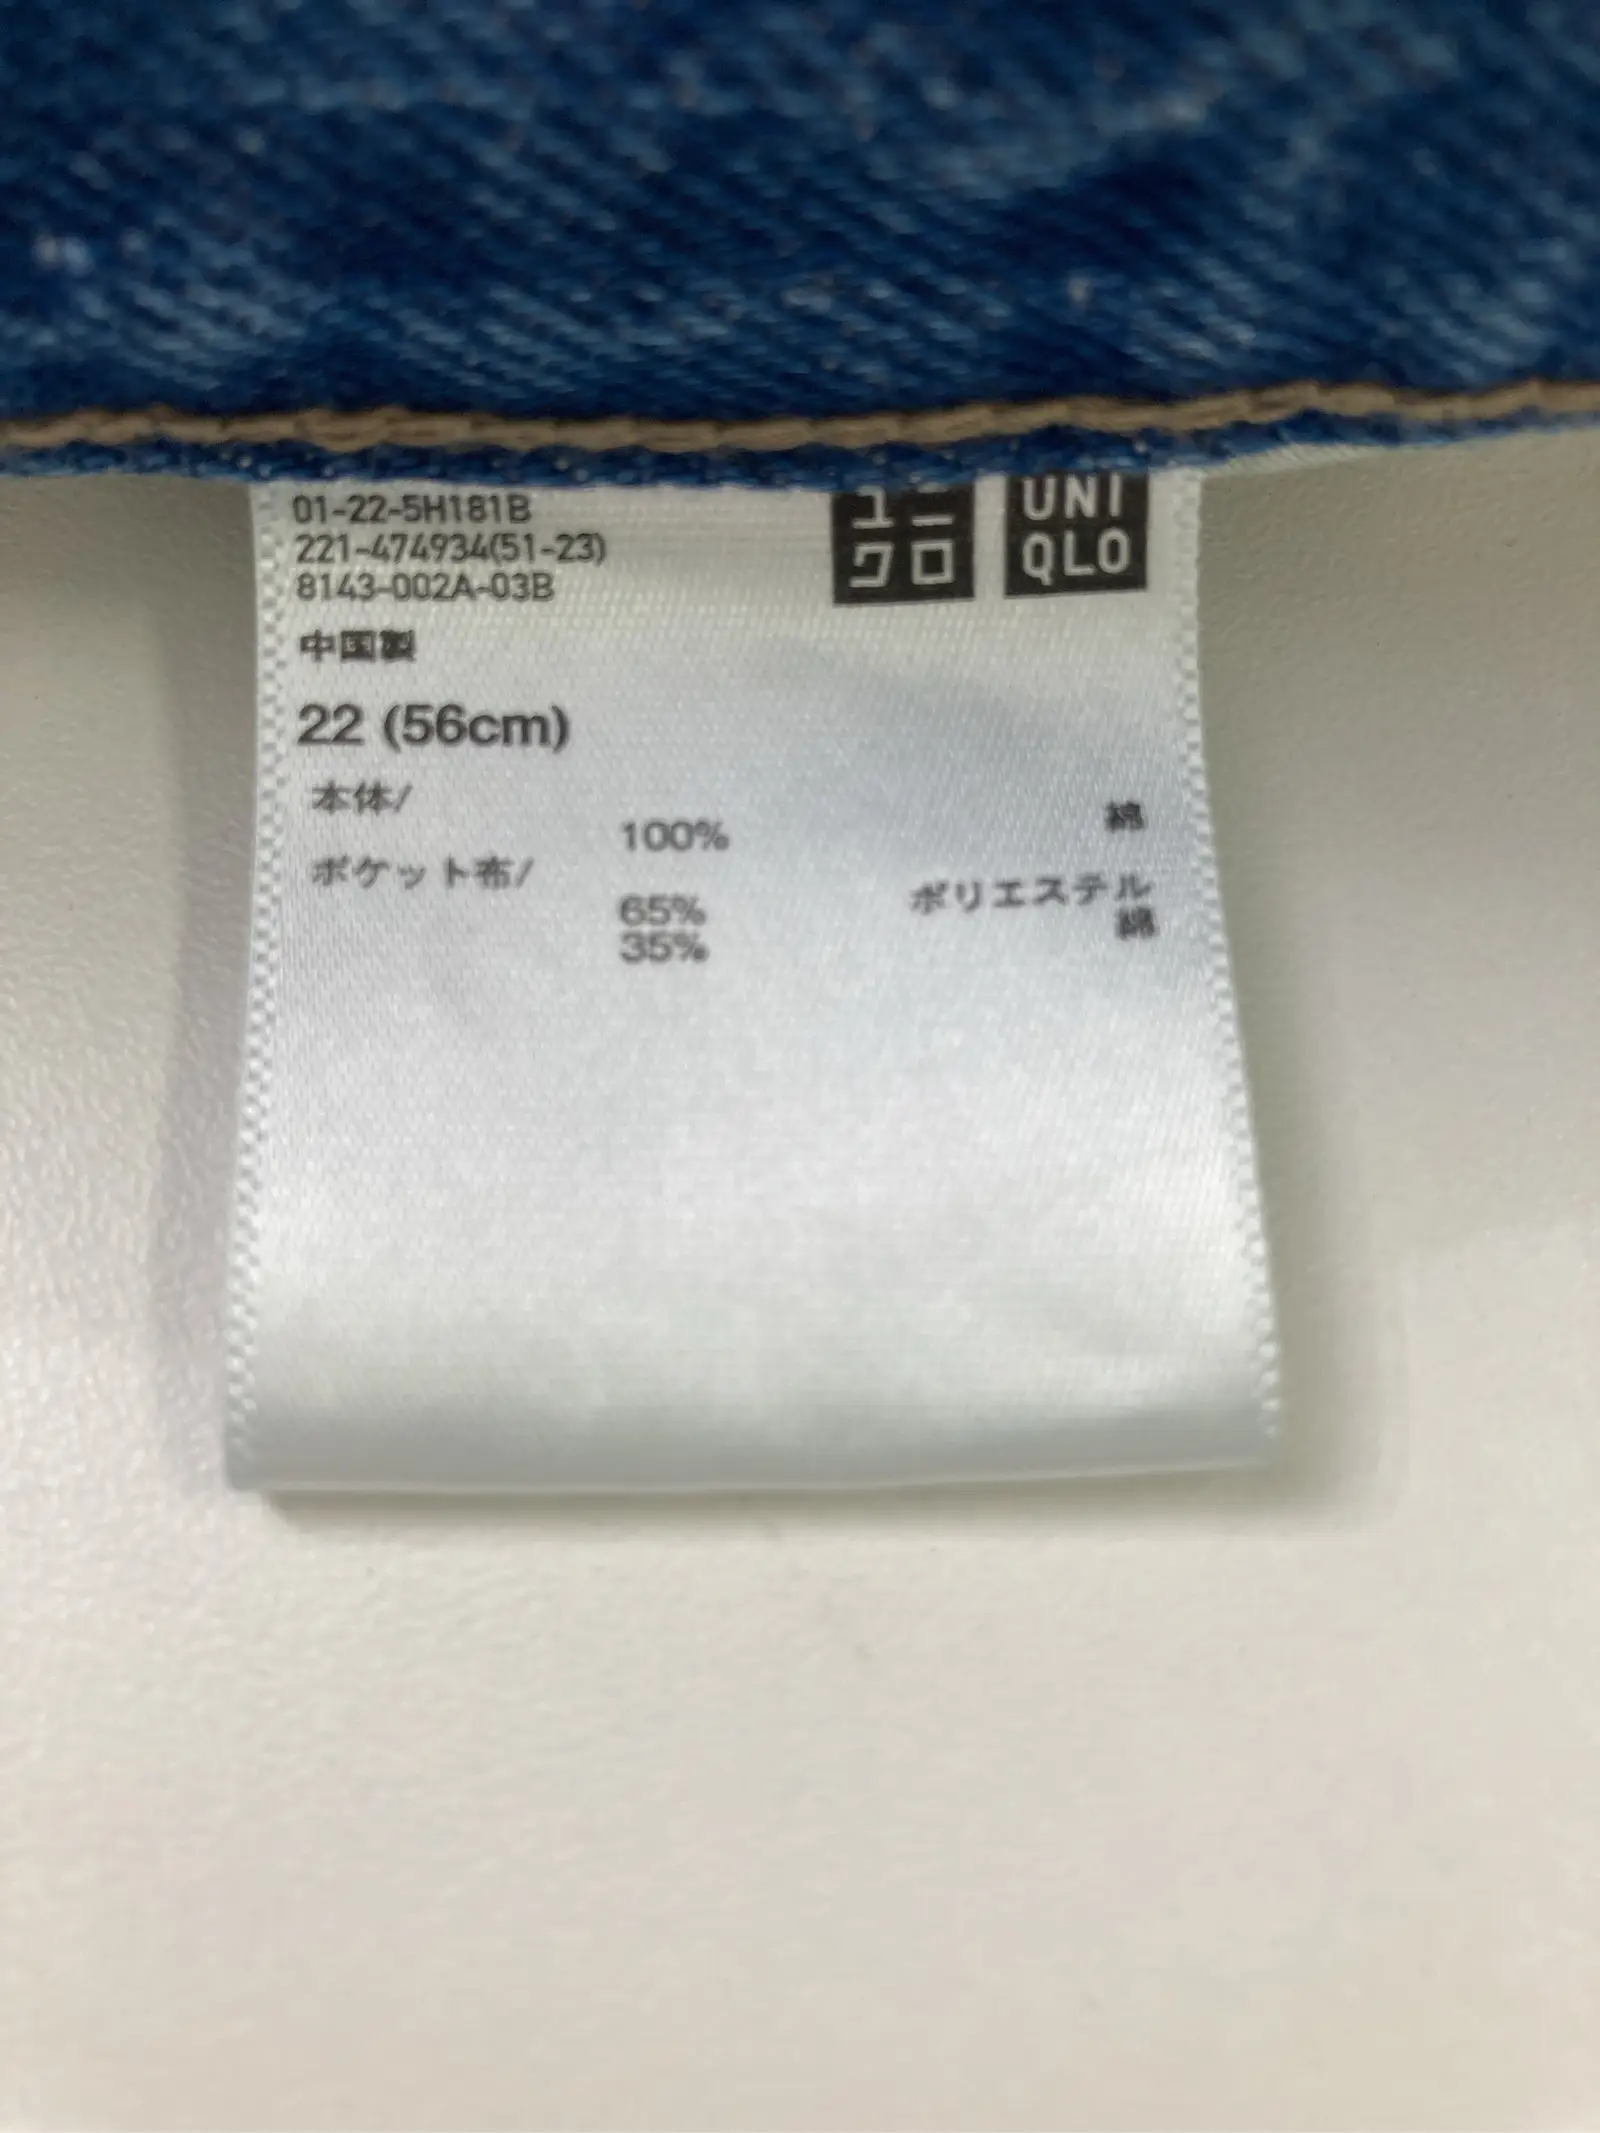 01-22-5H181B
221-474934(51-23)
8143-002A-03B
ユニ
クロ
UNI
QLO
中国製
22 (56cm)
本体/
100% 綿
ポケット布/
65% ポリエステル
35% 綿